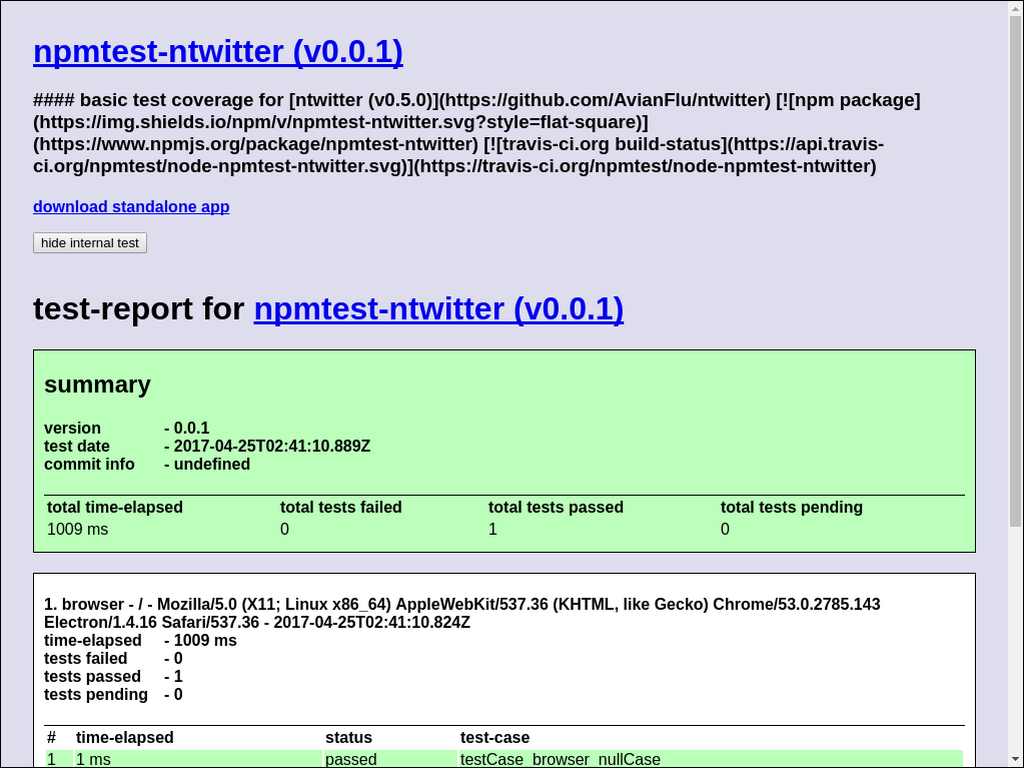 npmtest-ntwitter (v0.0.1)
#### basic test coverage for [ntwitter (v0.5.0)](https://github.com/AvianFlu/ntwitter) [![npm package]
(https://img.shields.io/npm/v/npmtest-ntwitter.svg?style=flat-square)]
(https://www.npmjs.org/package/npmtest-ntwitter) [![travis-ci.org build-status](https://api.travis-
ci.org/npmtest/node-npmtest-ntwitter.svg)](https://travis-ci.org/npmtest/node-npmtest-ntwitter)
download standalone app
hide internal test
test-report for npmtest-ntwitter (v0.0.1)
summary
version - 0.0.1
test date - 2017-04-25T02:41:10.889Z
commit info - undefined
total time-elapsed total tests failed total tests passed total tests pending
1009 ms 0 1 0
1. browser - / - Mozilla/5.0 (X11; Linux x86_64) AppleWebKit/537.36 (KHTML, like Gecko) Chrome/53.0.2785.143
Electron/1.4.16 Safari/537.36 - 2017-04-25T02:41:10.824Z
time-elapsed - 1009 ms
tests failed - 0
tests passed - 1
tests pending - 0
# time-elapsed status test-case
1 1 ms passed testCase_browser_nullCase